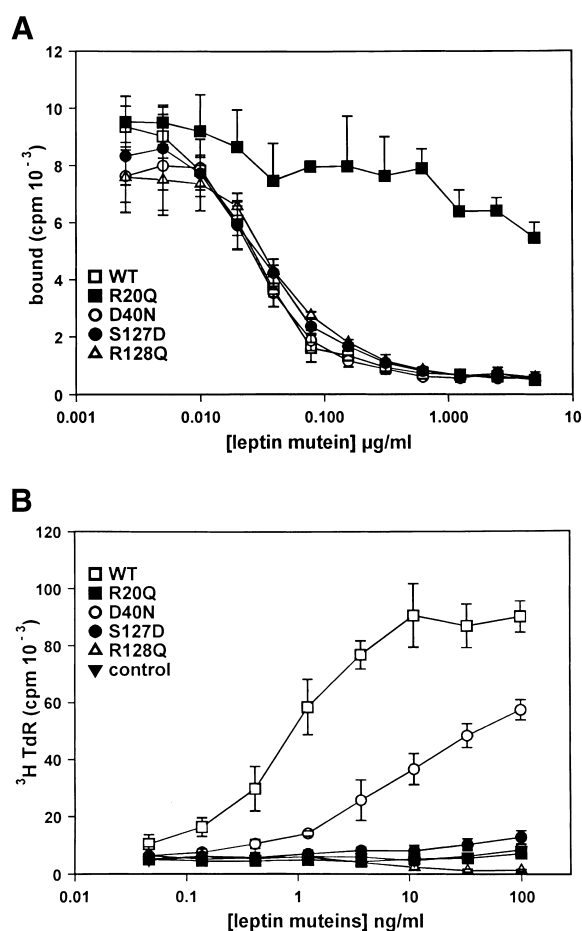 A
12
10
8
6
4
2
0
bound (cpm 10⁻³)
WT
R20Q
D40N
S127D
R128Q
0.001 0.010 0.100 1.000 10
[leptin mutein] µg/ml
B
120
100
80
60
40
20
0
³H TdR (cpm 10⁻³)
WT
R20Q
D40N
S127D
R128Q
control
0.01 0.1 1 10 100
[leptin muteins] ng/ml